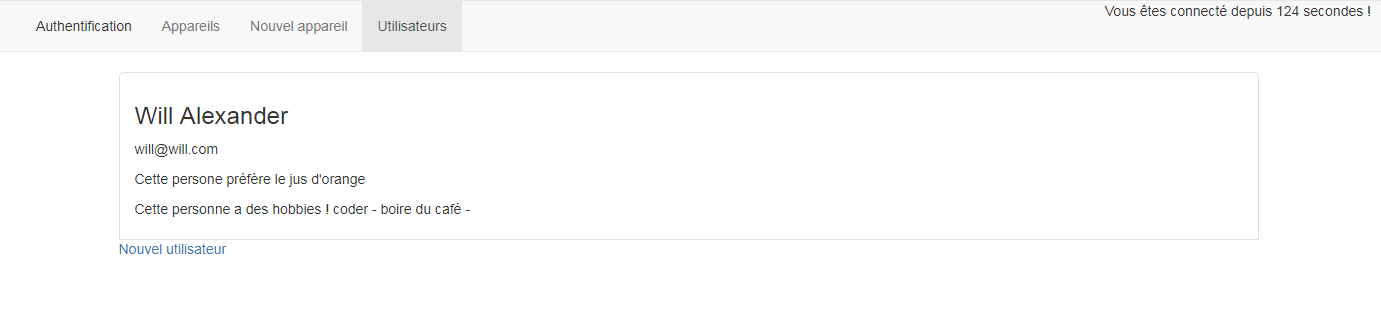 Authentification Appareils Nouvel appareil Utilisateurs Vous êtes connecté depuis 124 secondes !
Will Alexander
will@will.com
Cette persone préfère le jus d'orange
Cette personne a des hobbies ! coder - boire du café -
Nouvel utilisateur